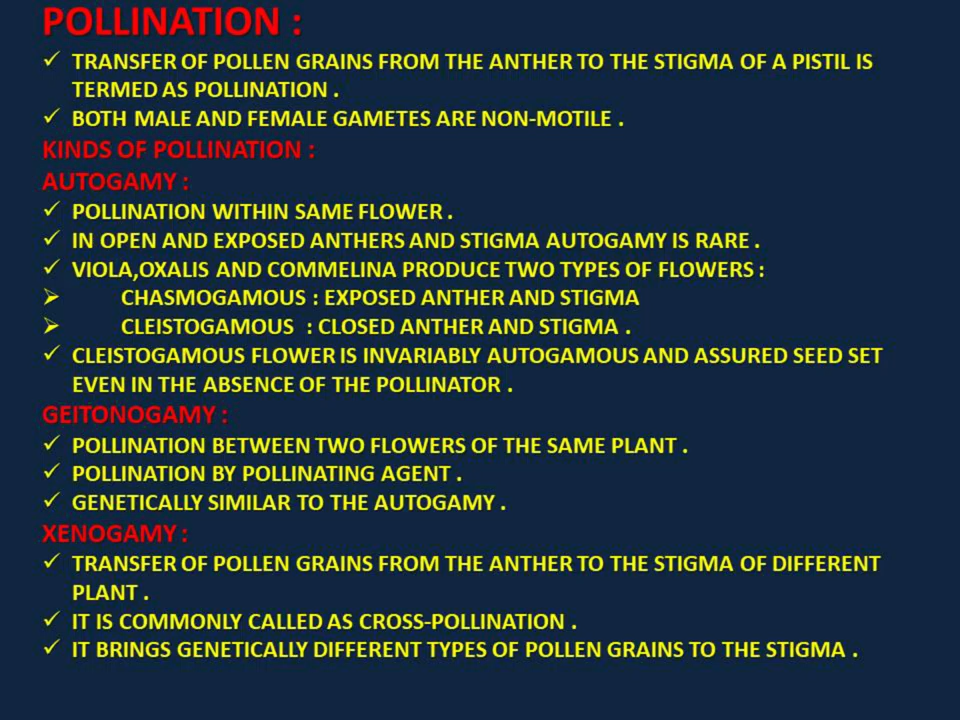 POLLINATION :
✓ TRANSFER OF POLLEN GRAINS FROM THE ANTHER TO THE STIGMA OF A PISTIL IS
TERMED AS POLLINATION .
✓ BOTH MALE AND FEMALE GAMETES ARE NON-MOTILE .
KINDS OF POLLINATION :
AUTOGAMY :
✓ POLLINATION WITHIN SAME FLOWER .
✓ IN OPEN AND EXPOSED ANTHERS AND STIGMA AUTOGAMY IS RARE .
✓ VIOLA,OXALIS AND COMMELINA PRODUCE TWO TYPES OF FLOWERS :
➢ CHASMOGAMOUS : EXPOSED ANTHER AND STIGMA
➢ CLEISTOGAMOUS : CLOSED ANTHER AND STIGMA .
✓ CLEISTOGAMOUS FLOWER IS INVARIABLY AUTOGAMOUS AND ASSURED SEED SET
EVEN IN THE ABSENCE OF THE POLLINATOR .
GEITONOGAMY :
✓ POLLINATION BETWEEN TWO FLOWERS OF THE SAME PLANT .
✓ POLLINATION BY POLLINATING AGENT .
✓ GENETICALLY SIMILAR TO THE AUTOGAMY .
XENOGAMY :
✓ TRANSFER OF POLLEN GRAINS FROM THE ANTHER TO THE STIGMA OF DIFFERENT
PLANT .
✓ IT IS COMMONLY CALLED AS CROSS-POLLINATION .
✓ IT BRINGS GENETICALLY DIFFERENT TYPES OF POLLEN GRAINS TO THE STIGMA .